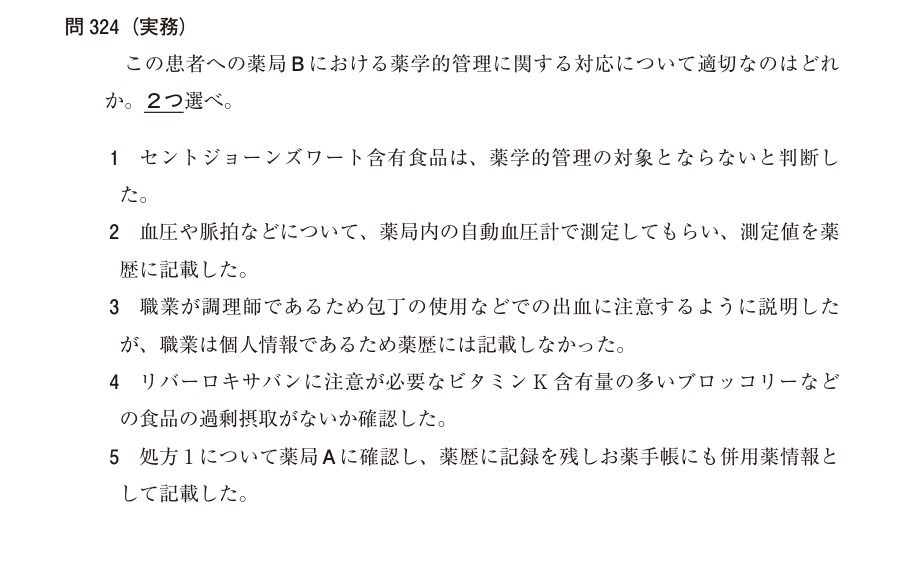 問 324（実務）
この患者への薬局Bにおける薬学的管理に関する対応について適切なのはどれ
か。２つ選べ。
1 セントジョーンズワート含有食品は、薬学的管理の対象とならないと判断し
た。
2 血圧や脈拍などについて、薬局内の自動血圧計で測定してもらい、測定値を薬
歴に記載した。
3 職業が調理師であるため包丁の使用などでの出血に注意するように説明した
が、職業は個人情報であるため薬歴には記載しなかった。
4 リバーロキサバンに注意が必要なビタミンK含有量の多いブロッコリーなど
の食品の過剰摂取がないか確認した。
5 処方１について薬局Aに確認し、薬歴に記録を残しお薬手帳にも併用薬情報と
して記載した。